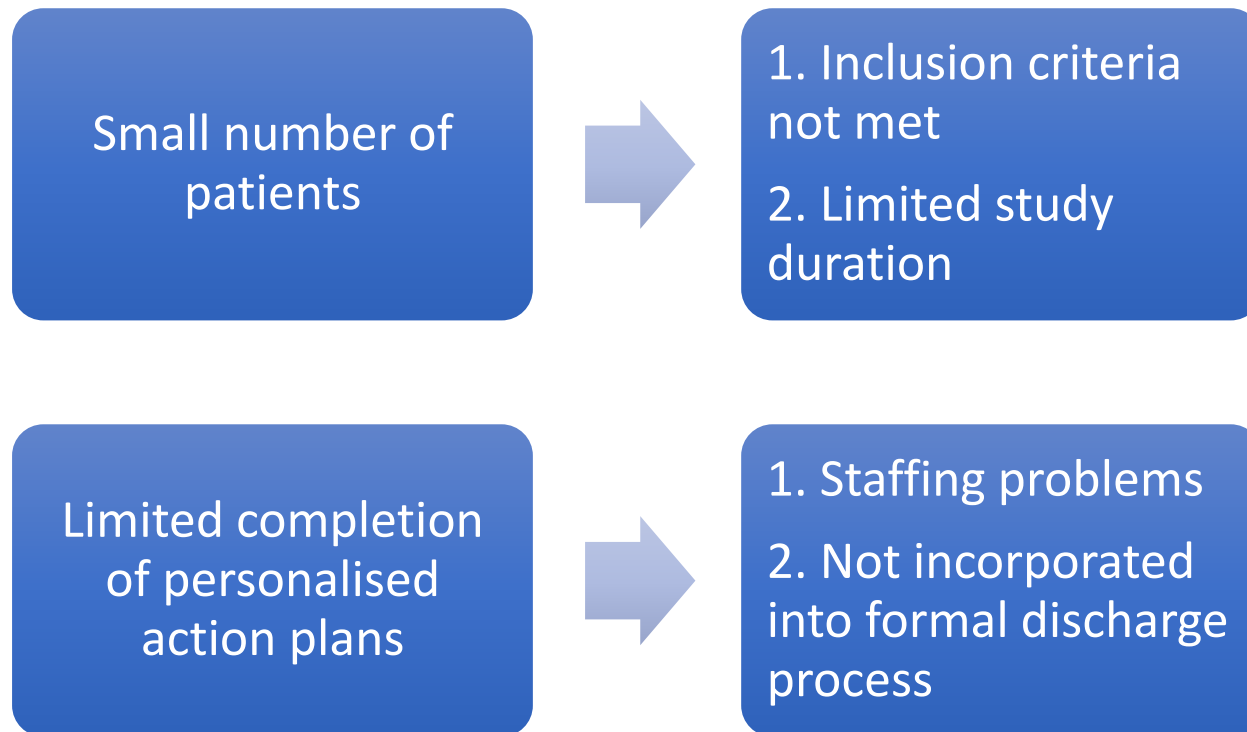 Small number of
patients
1. Inclusion criteria
not met
2. Limited study
duration
Limited completion
of personalised
action plans
1. Staffing problems
2. Not incorporated
into formal discharge
process